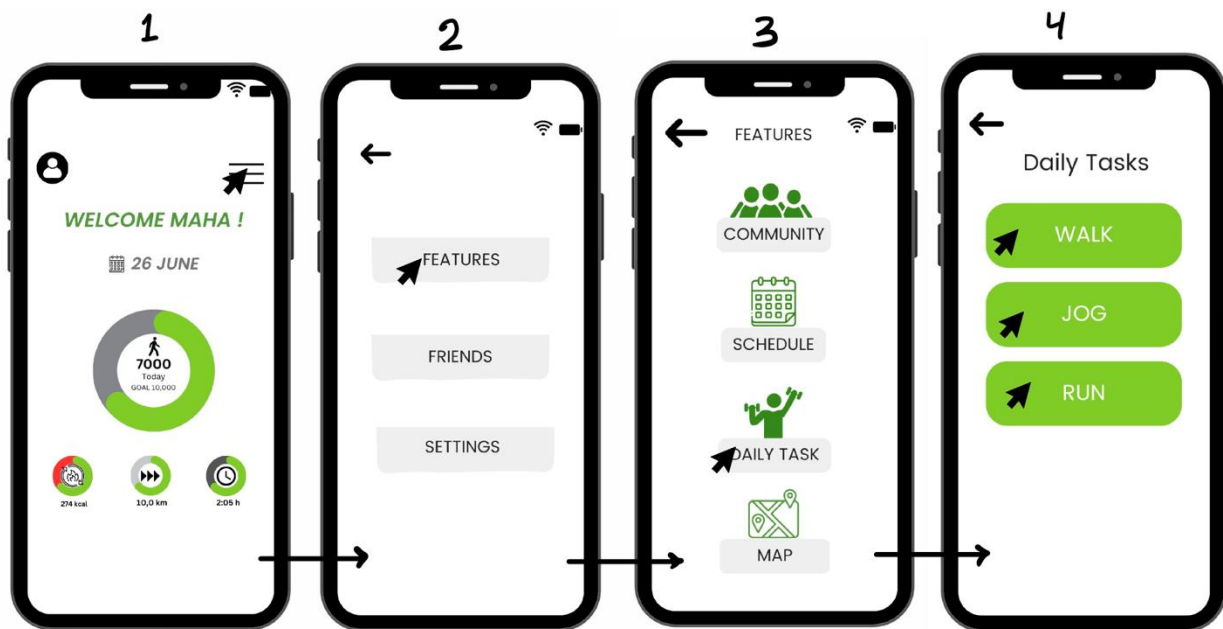 1
2
3
4
WELCOME MAHA !
26 JUNE
7000
Today
GOAL 10,000
274 kcal
10,0 km
2:05 h
FEATURES
FRIENDS
SETTINGS
FEATURES
COMMUNITY
SCHEDULE
DAILY TASK
MAP
Daily Tasks
WALK
JOG
RUN